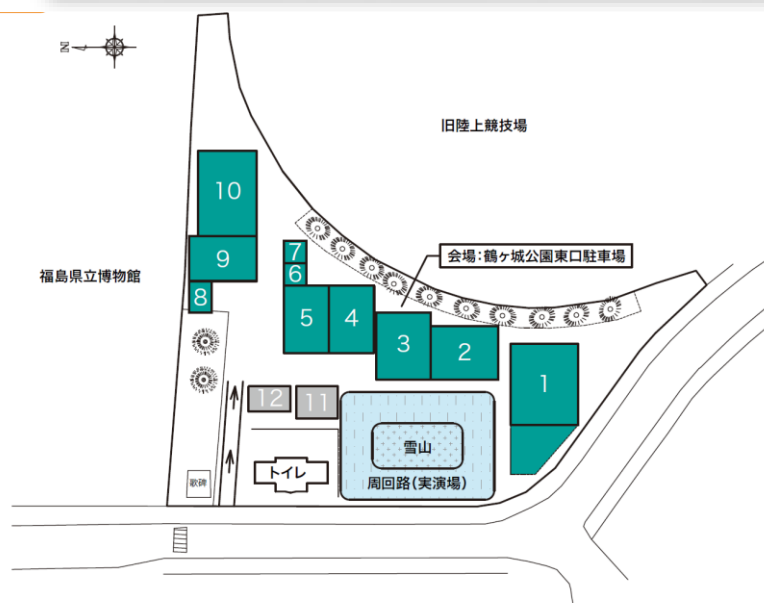 N
旧陸上競技場
10
会場:鶴ヶ城公園東口駐車場
7
9
福島県立博物館
6
8
5
4
3
2
1
12
11
雪山
トイレ
周回路(実演場)
歌碑